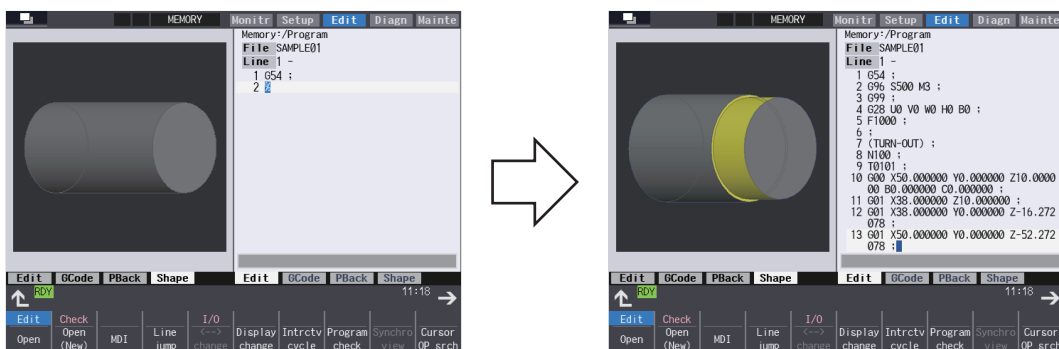 MEMORY Monitr Setup Edit Diagn Mainte
Memory:/Program
File SAMPLE01
Line 1 -
1 G54 ;
2 %
Edit GCode PBack Shape Edit GCode PBack Shape
RDY 11:18
Edit Check I/O
Open Open (New) MDI Line jump <--> change Display change Intrctv cycle Program check Synchro view Cursor OP srch
MEMORY Monitr Setup Edit Diagn Mainte
Memory:/Program
File SAMPLE01
Line 1 -
1 G54 ;
2 G96 S500 M3 ;
3 G99 ;
4 G28 U0 V0 W0 H0 B0 ;
5 F1000 ;
6 ;
7 (TURN-OUT) ;
8 N100 ;
9 T0101 ;
10 G00 X50.000000 Y0.000000 Z10.0000
00 B0.000000 C0.000000 ;
11 G01 X38.000000 Z10.000000 ;
12 G01 X38.000000 Y0.000000 Z-16.272
078 ;
13 G01 X50.000000 Y0.000000 Z-52.272
078 ;
Edit GCode PBack Shape Edit GCode PBack Shape
RDY 11:18
Edit Check I/O
Open Open (New) MDI Line jump <--> change Display change Intrctv cycle Program check Synchro view Cursor OP srch